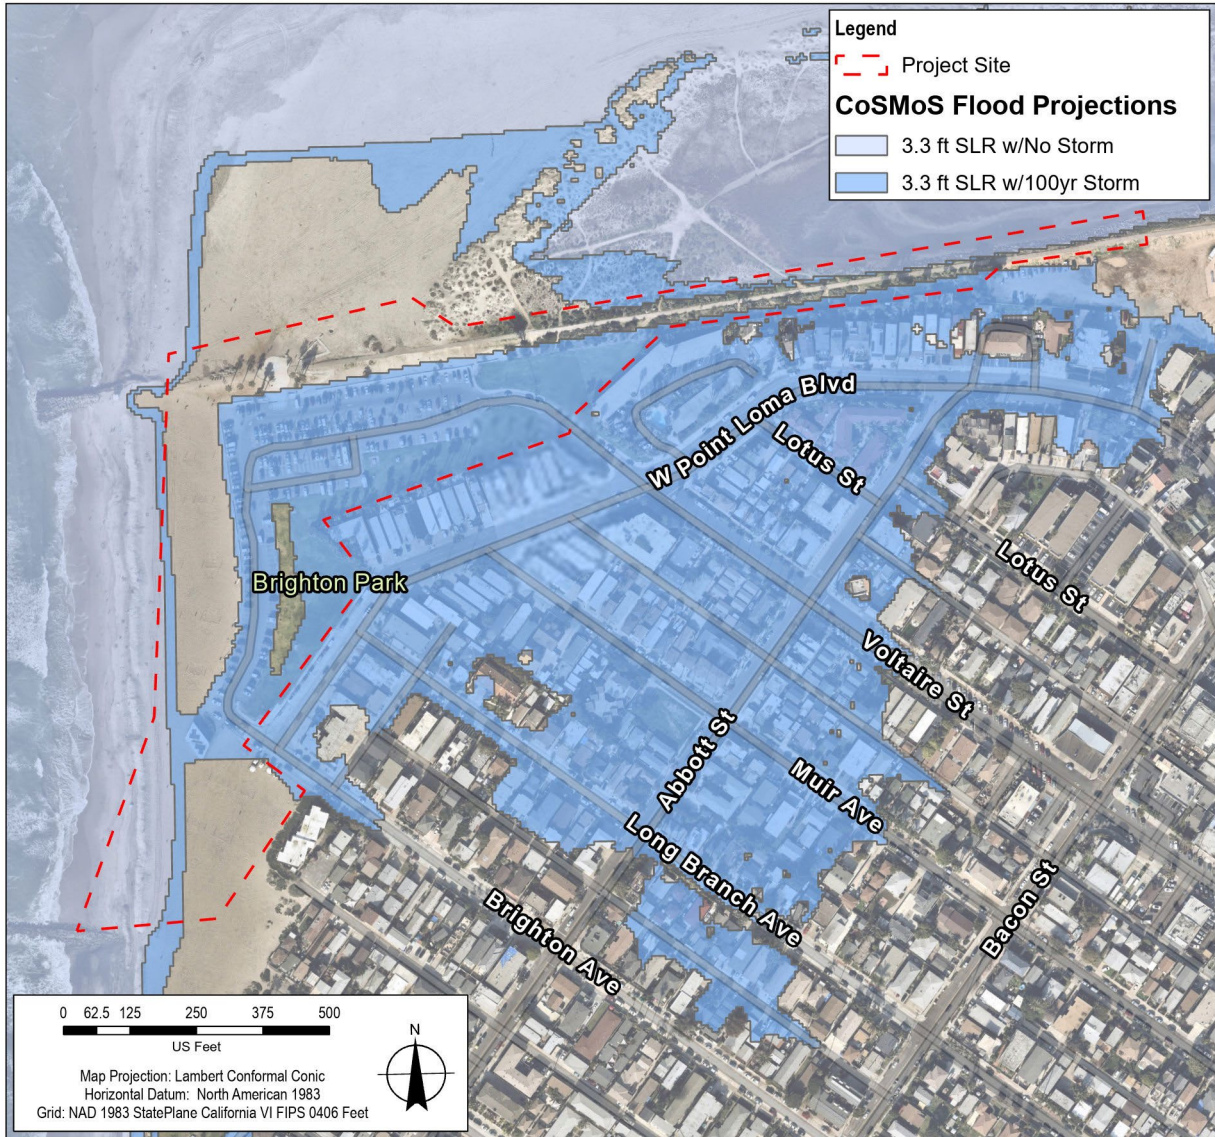 Legend
Project Site
CoSMoS Flood Projections
3.3 ft SLR w/No Storm
3.3 ft SLR w/100yr Storm
W Point Loma Blvd
Lotus St
Lotus St
Brighton Park
Voltaire St
Abbott St
Muir Ave
Long Branch Ave
Brighton Ave
Bacon St
0 62.5 125 250 375 500
US Feet
N
Map Projection: Lambert Conformal Conic
Horizontal Datum: North American 1983
Grid: NAD 1983 StatePlane California VI FIPS 0406 Feet